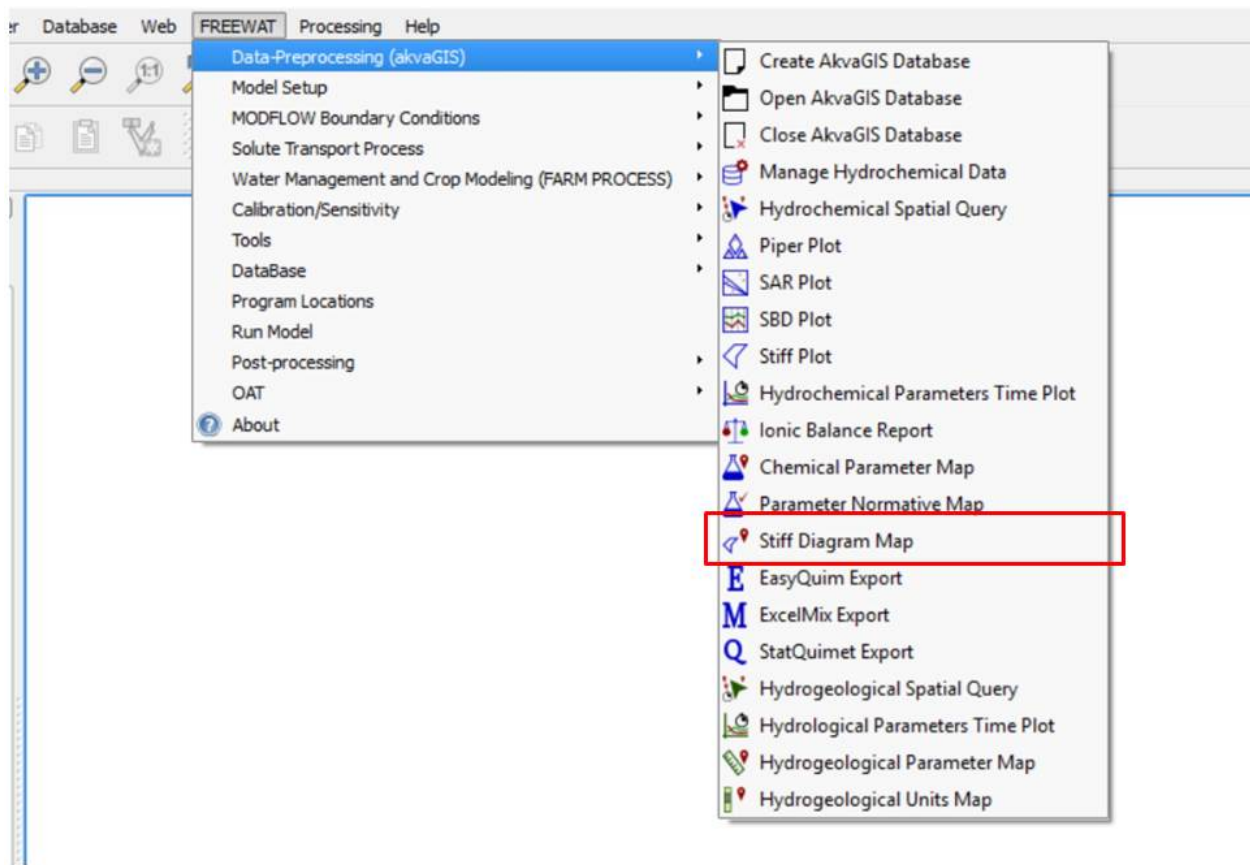 r Database Web FREEWAT Processing Help
1:1
Data-Preprocessing (akvaGIS)
Model Setup
MODFLOW Boundary Conditions
Solute Transport Process
Water Management and Crop Modeling (FARM PROCESS)
Calibration/Sensitivity
Tools
DataBase
Program Locations
Run Model
Post-processing
OAT
About
Create AkvaGIS Database
Open AkvaGIS Database
Close AkvaGIS Database
Manage Hydrochemical Data
Hydrochemical Spatial Query
Piper Plot
SAR Plot
SBD Plot
Stiff Plot
Hydrochemical Parameters Time Plot
Ionic Balance Report
Chemical Parameter Map
Parameter Normative Map
Stiff Diagram Map
E EasyQuim Export
M ExcelMix Export
Q StatQuimet Export
Hydrogeological Spatial Query
Hydrological Parameters Time Plot
Hydrogeological Parameter Map
Hydrogeological Units Map